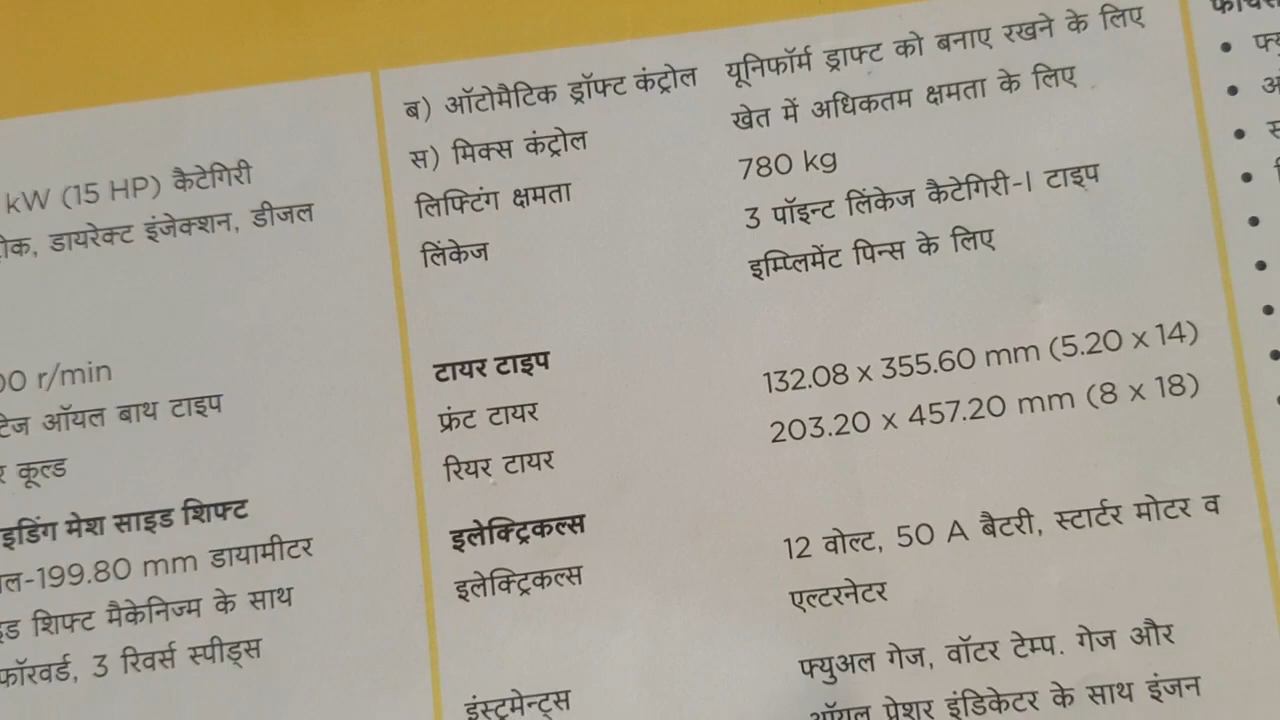 kW (15 HP) कैटेगिरी
डायरेक्ट इंजेक्शन, डीजल
r/min
ऑयल बाथ टाइप
कूल्ड
मेश साइड शिफ्ट
199.80 mm डायामीटर
शिफ्ट मैकेनिज्म के साथ
फॉरवर्ड, 3 रिवर्स स्पीड्स
ब) ऑटोमैटिक ड्रॉफ्ट कंट्रोल यूनिफॉर्म ड्राफ्ट को बनाए रखने के लिए
स) मिक्स कंट्रोल खेत में अधिकतम क्षमता के लिए
लिफ्टिंग क्षमता 780 kg
लिंकेज 3 पॉइन्ट लिंकेज कैटेगिरी-I टाइप
इम्प्लिमेंट पिन्स के लिए
टायर टाइप
फ्रंट टायर 132.08 x 355.60 mm (5.20 x 14)
रियर टायर 203.20 x 457.20 mm (8 x 18)
इलेक्ट्रिकल्स
इलेक्ट्रिकल्स 12 वोल्ट, 50 A बैटरी, स्टार्टर मोटर व
एल्टरनेटर
इंस्ट्रुमेन्ट्स फ्युअल गेज, वॉटर टेम्प. गेज और
ऑयल प्रेशर इंडिकेटर के साथ इंजन